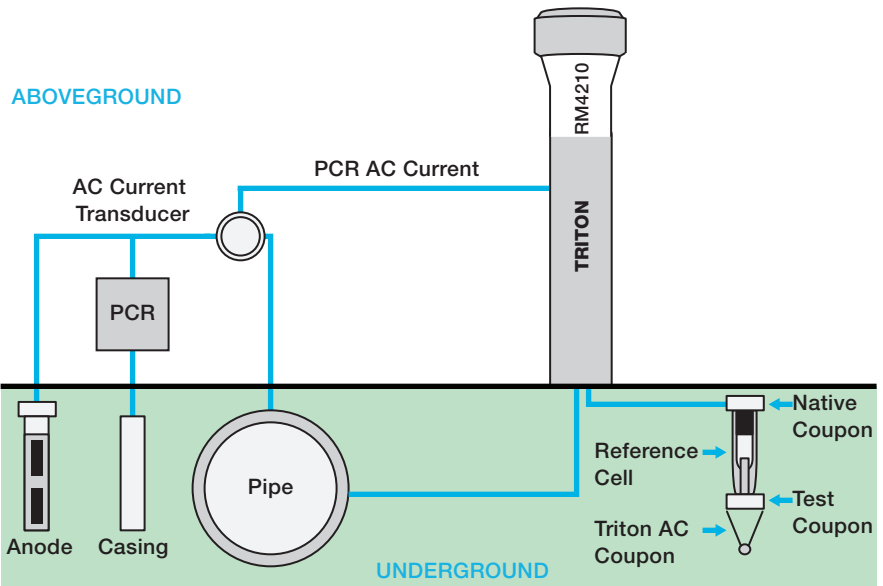 ABOVEGROUND
RM4210
TRITON
PCR AC Current
AC Current
Transducer
PCR
Native
Coupon
Reference
Cell
Pipe
Test
Coupon
Triton AC
Coupon
Anode
Casing
UNDERGROUND